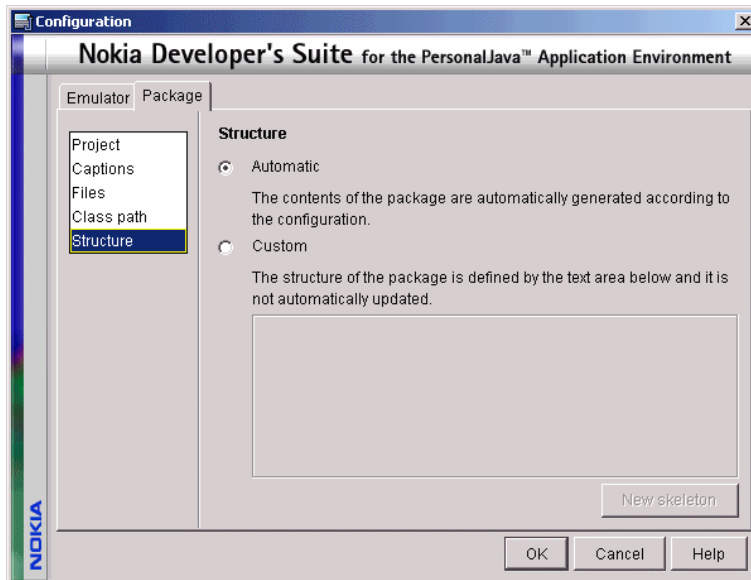 Configuration
Nokia Developer's Suite for the PersonalJava™ Application Environment
Emulator
Package
Project
Captions
Files
Class path
Structure
Structure
Automatic
The contents of the package are automatically generated according to
the configuration.
Custom
The structure of the package is defined by the text area below and it is
not automatically updated.
New skeleton
NOKIA
OK
Cancel
Help